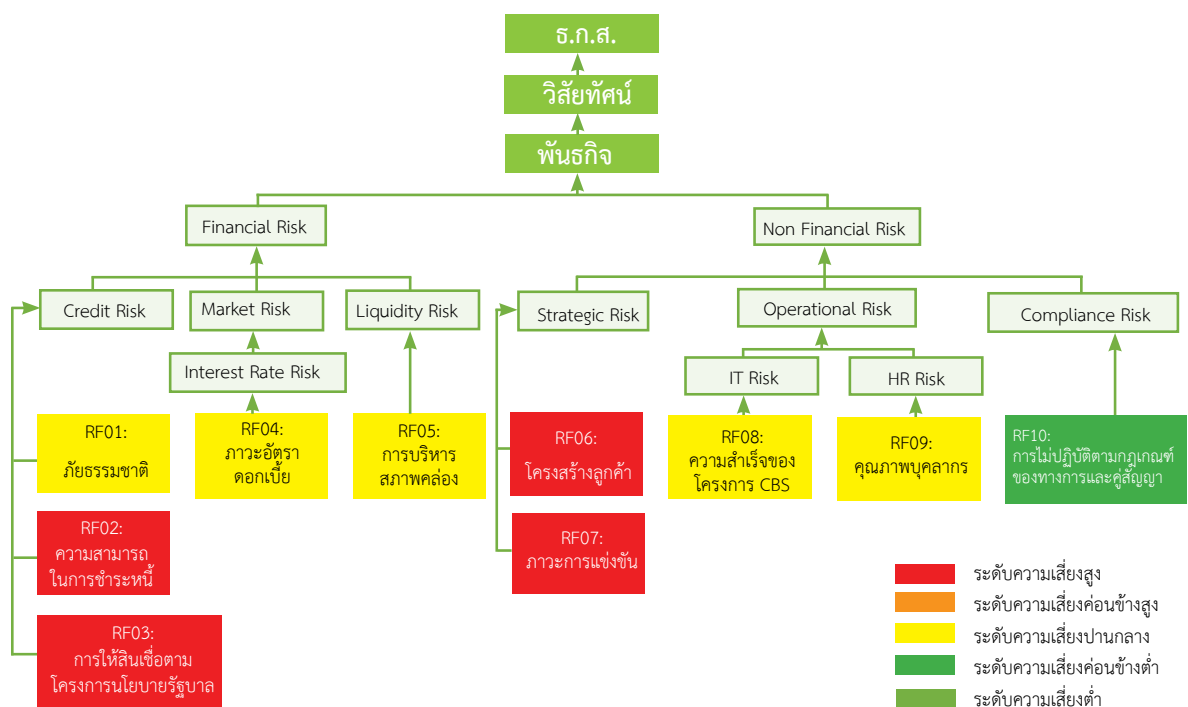 ธ.ก.ส.
วิสัยทัศน์
พันธกิจ
Financial Risk
Non Financial Risk
Credit Risk
Market Risk
Liquidity Risk
Strategic Risk
Operational Risk
Compliance Risk
Interest Rate Risk
IT Risk
HR Risk
RF01:
ภัยธรรมชาติ
RF04:
ภาวะอัตรา
ดอกเบี้ย
RF05:
การบริหาร
สภาพคล่อง
RF06:
โครงสร้างลูกค้า
RF08:
ความสำเร็จของ
โครงการ CBS
RF09:
คุณภาพบุคลากร
RF10:
การไม่ปฏิบัติตามกฎเกณฑ์
ของทางการและคู่สัญญา
RF02:
ความสามารถ
ในการชำระหนี้
RF07:
ภาวะการแข่งขัน
RF03:
การให้สินเชื่อตาม
โครงการนโยบายรัฐบาล
ระดับความเสี่ยงสูง
ระดับความเสี่ยงค่อนข้างสูง
ระดับความเสี่ยงปานกลาง
ระดับความเสี่ยงค่อนข้างต่ำ
ระดับความเสี่ยงต่ำ